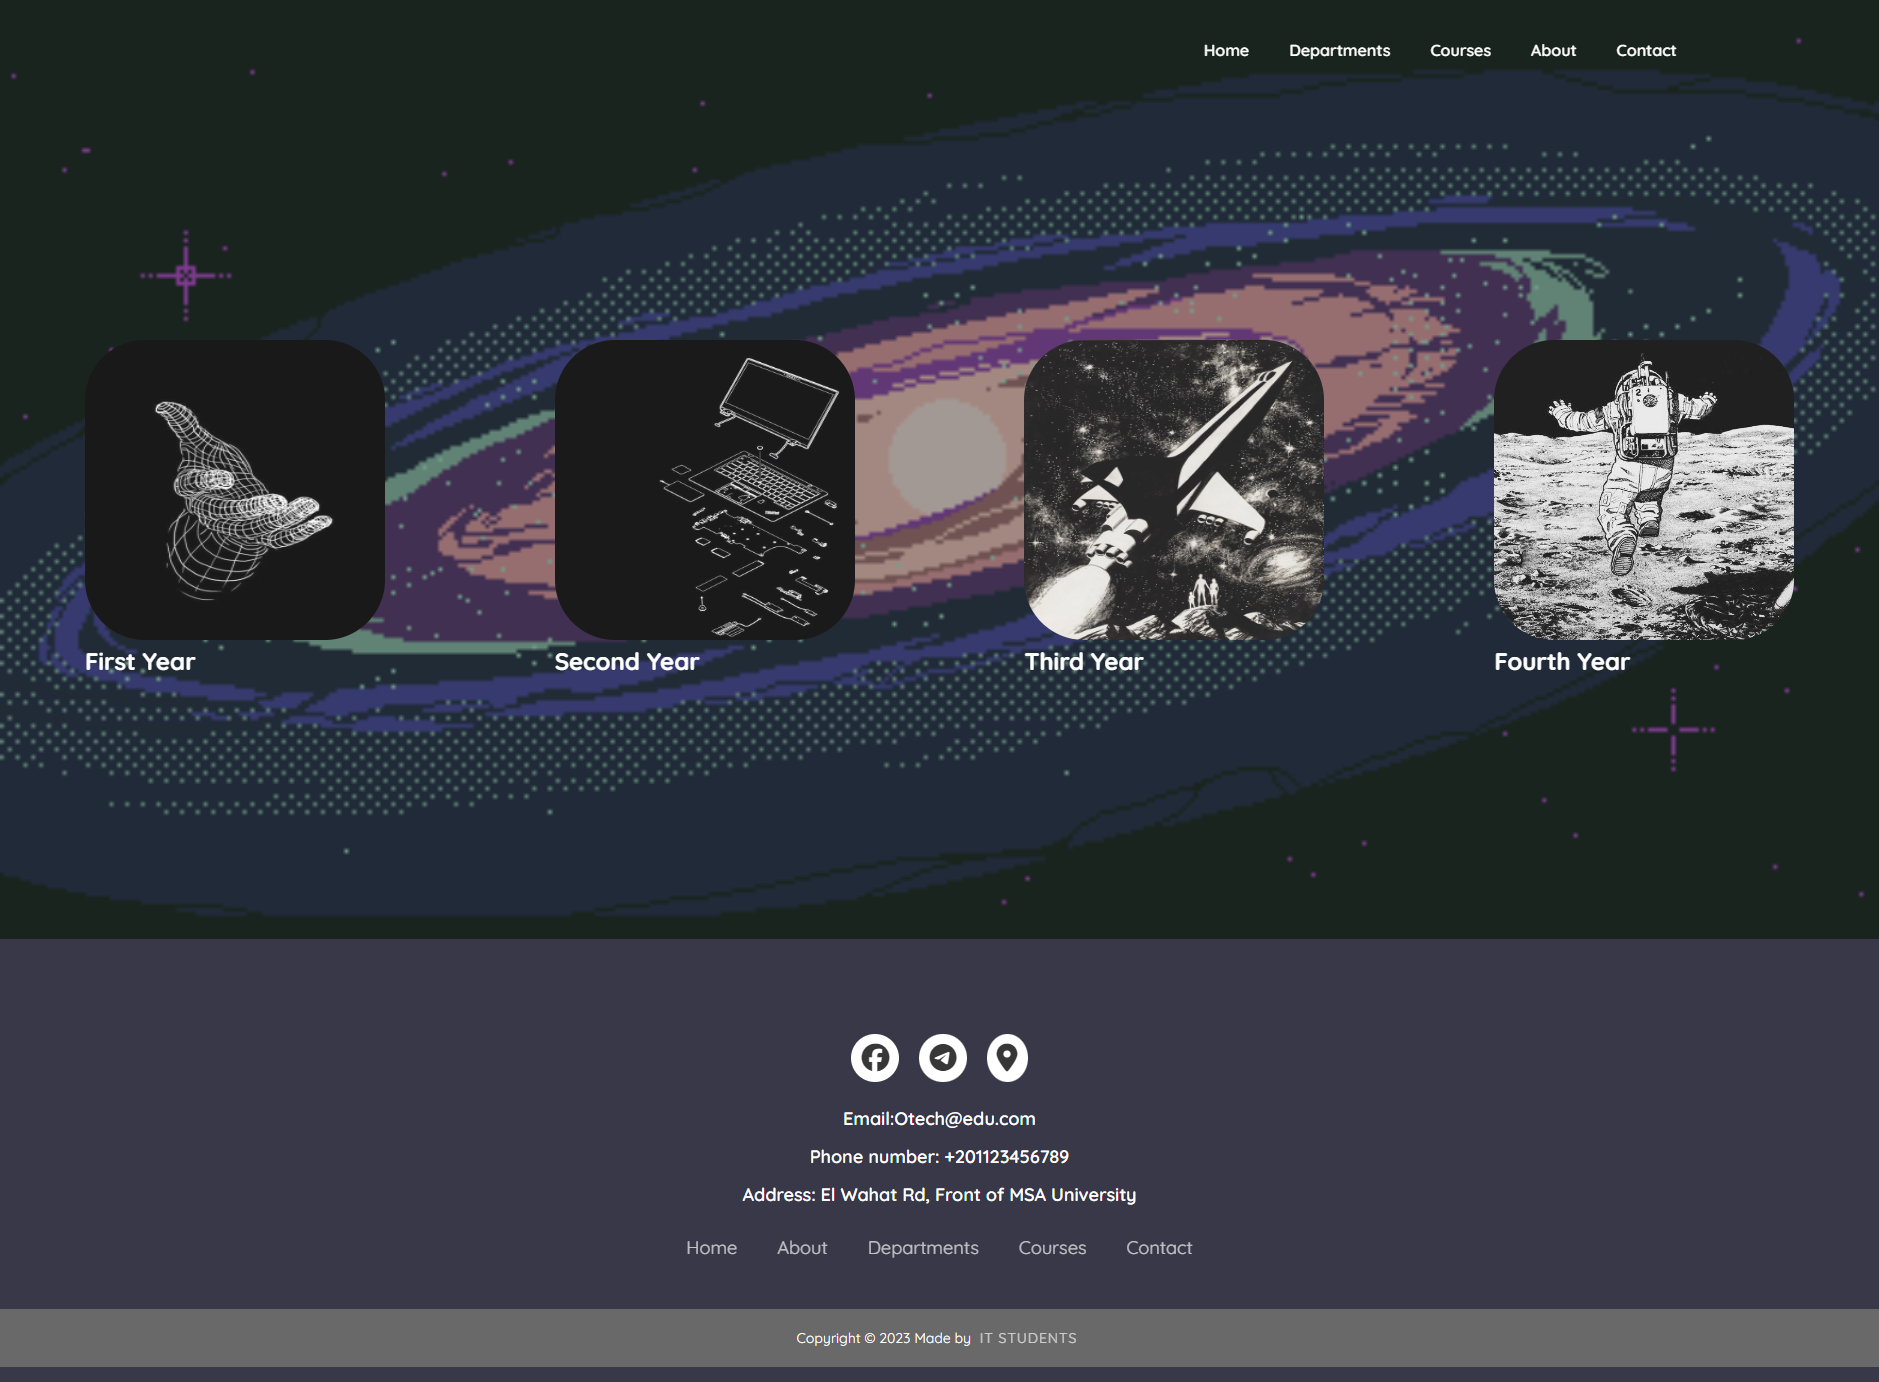 Home Departments Courses About Contact
First Year Second Year Third Year Fourth Year
Email:Otech@edu.com
Phone number: +201123456789
Address: El Wahat Rd, Front of MSA University
Home About Departments Courses Contact
Copyright © 2023 Made by IT STUDENTS